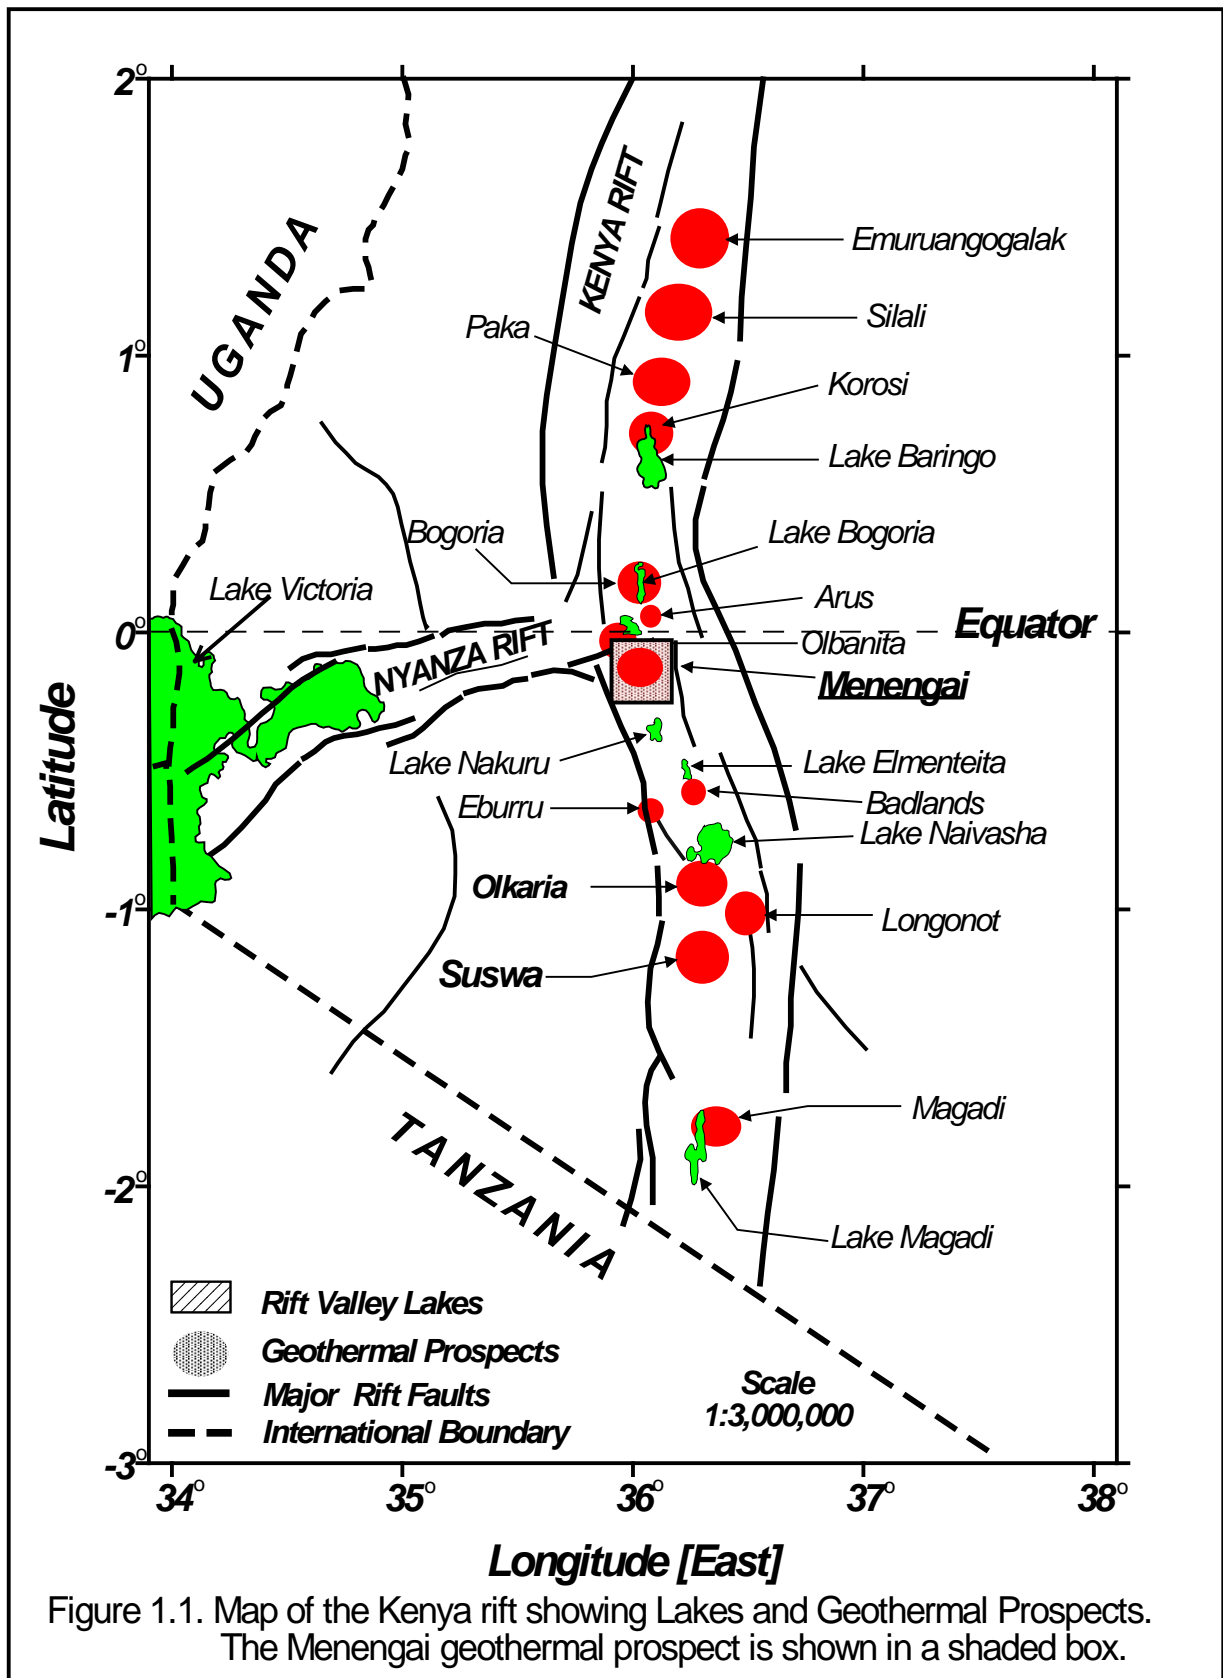 2°
KENYA RIFT
UGANDA
Emuruangogalak
Silali
Paka
1°
Korosi
Lake Baringo
Bogoria
Lake Bogoria
Lake Victoria
Arus
0°
Equator
NYANZA RIFT
Olbanita
Menengai
Latitude
Lake Nakuru
Lake Elmenteita
Eburru
Badlands
Lake Naivasha
Olkaria
-1°
Longonot
Suswa
Magadi
TANZANIA
-2°
Lake Magadi
Rift Valley Lakes
Geothermal Prospects
Major Rift Faults
International Boundary
Scale
1:3,000,000
-3°
34° 35° 36° 37° 38°
Longitude [East]
Figure 1.1. Map of the Kenya rift showing Lakes and Geothermal Prospects.
The Menengai geothermal prospect is shown in a shaded box.